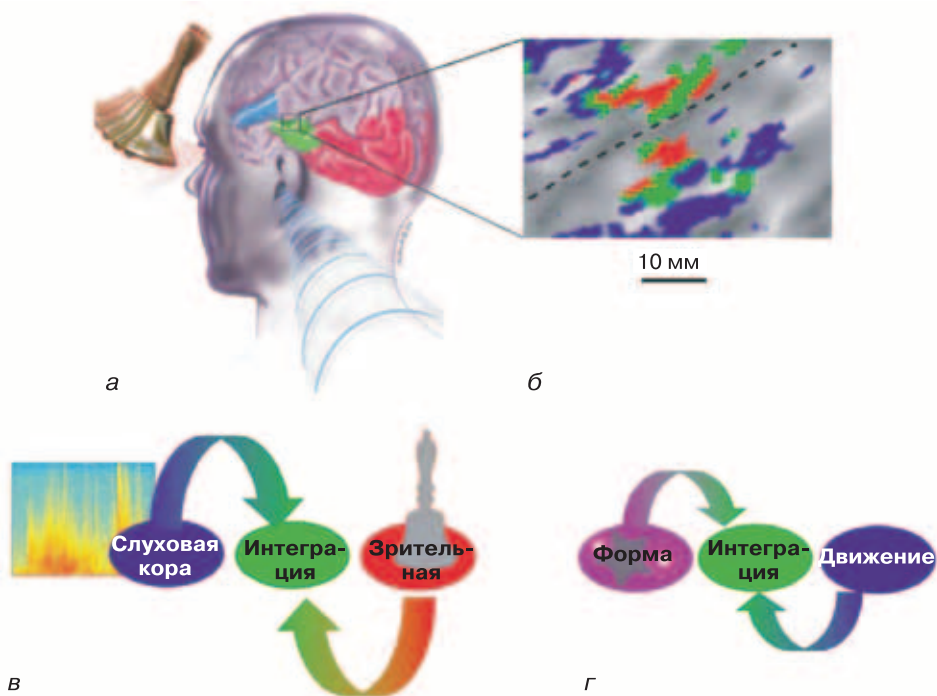 10 мм
а
б
Слуховая
кора
Интегра-
ция
Зритель-
ная
Форма
Интегра-
ция
Движение
в
г